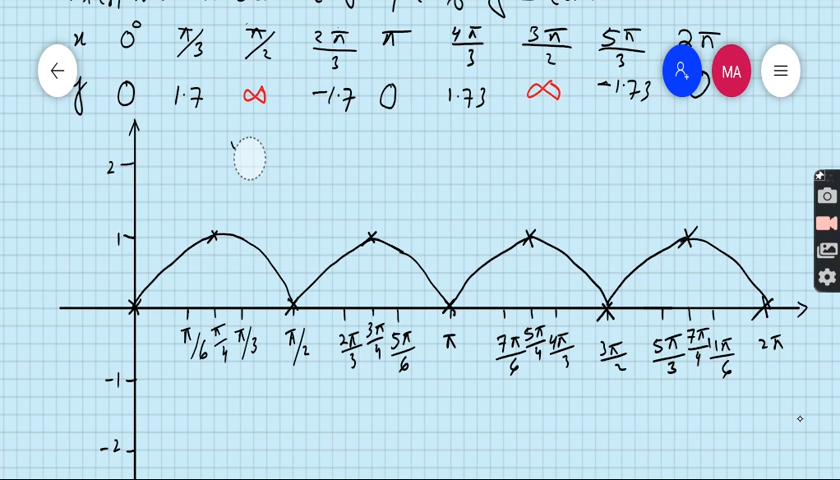 x 0° π/3 π/2 2π/3 π 4π/3 3π/2 5π/3 2π
y 0 1.7 ∞ -1.7 0 1.73 ∞ -1.73 0
MA
2
1
π/6 π/4 π/3 π/2 2π/3 3π/4 5π/6 π 7π/6 5π/4 4π/3 3π/2 5π/3 7π/4 11π/6 2π
-1
-2